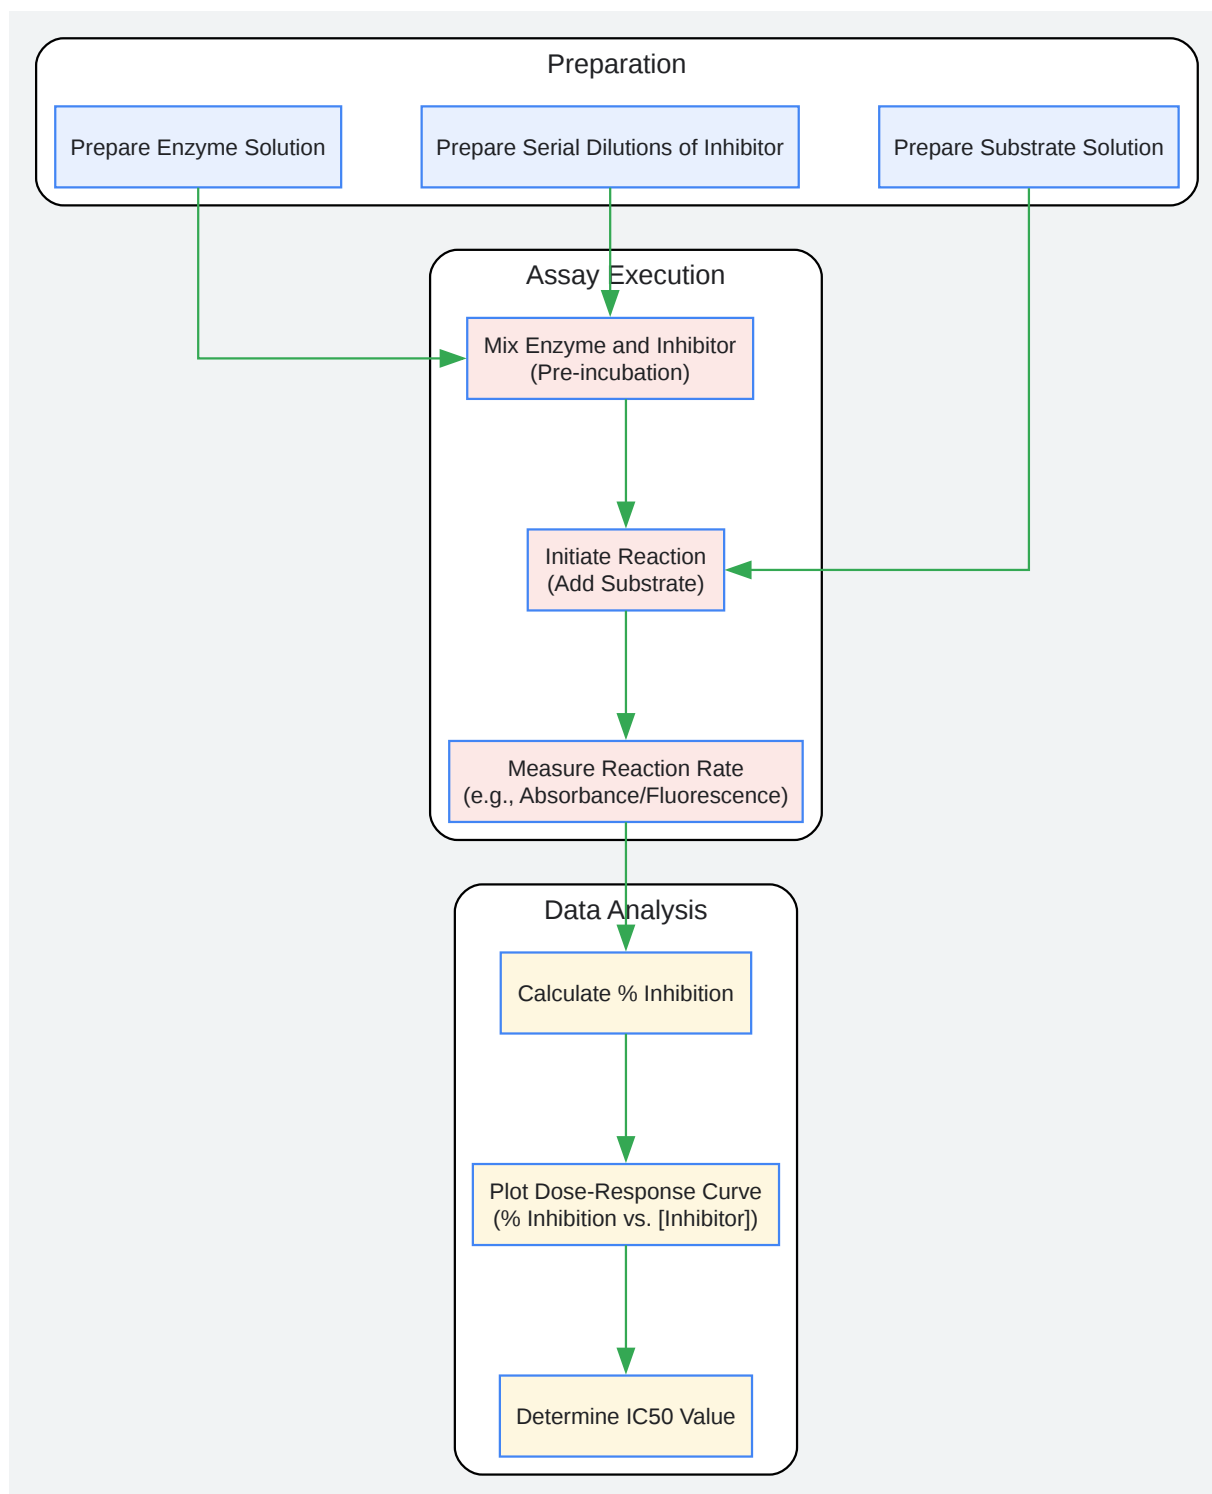 Preparation
Prepare Enzyme Solution
Prepare Serial Dilutions of Inhibitor
Prepare Substrate Solution
Assay Execution
Mix Enzyme and Inhibitor
(Pre-incubation)
Initiate Reaction
(Add Substrate)
Measure Reaction Rate
(e.g., Absorbance/Fluorescence)
Data Analysis
Calculate % Inhibition
Plot Dose-Response Curve
(% Inhibition vs. [Inhibitor])
Determine IC50 Value